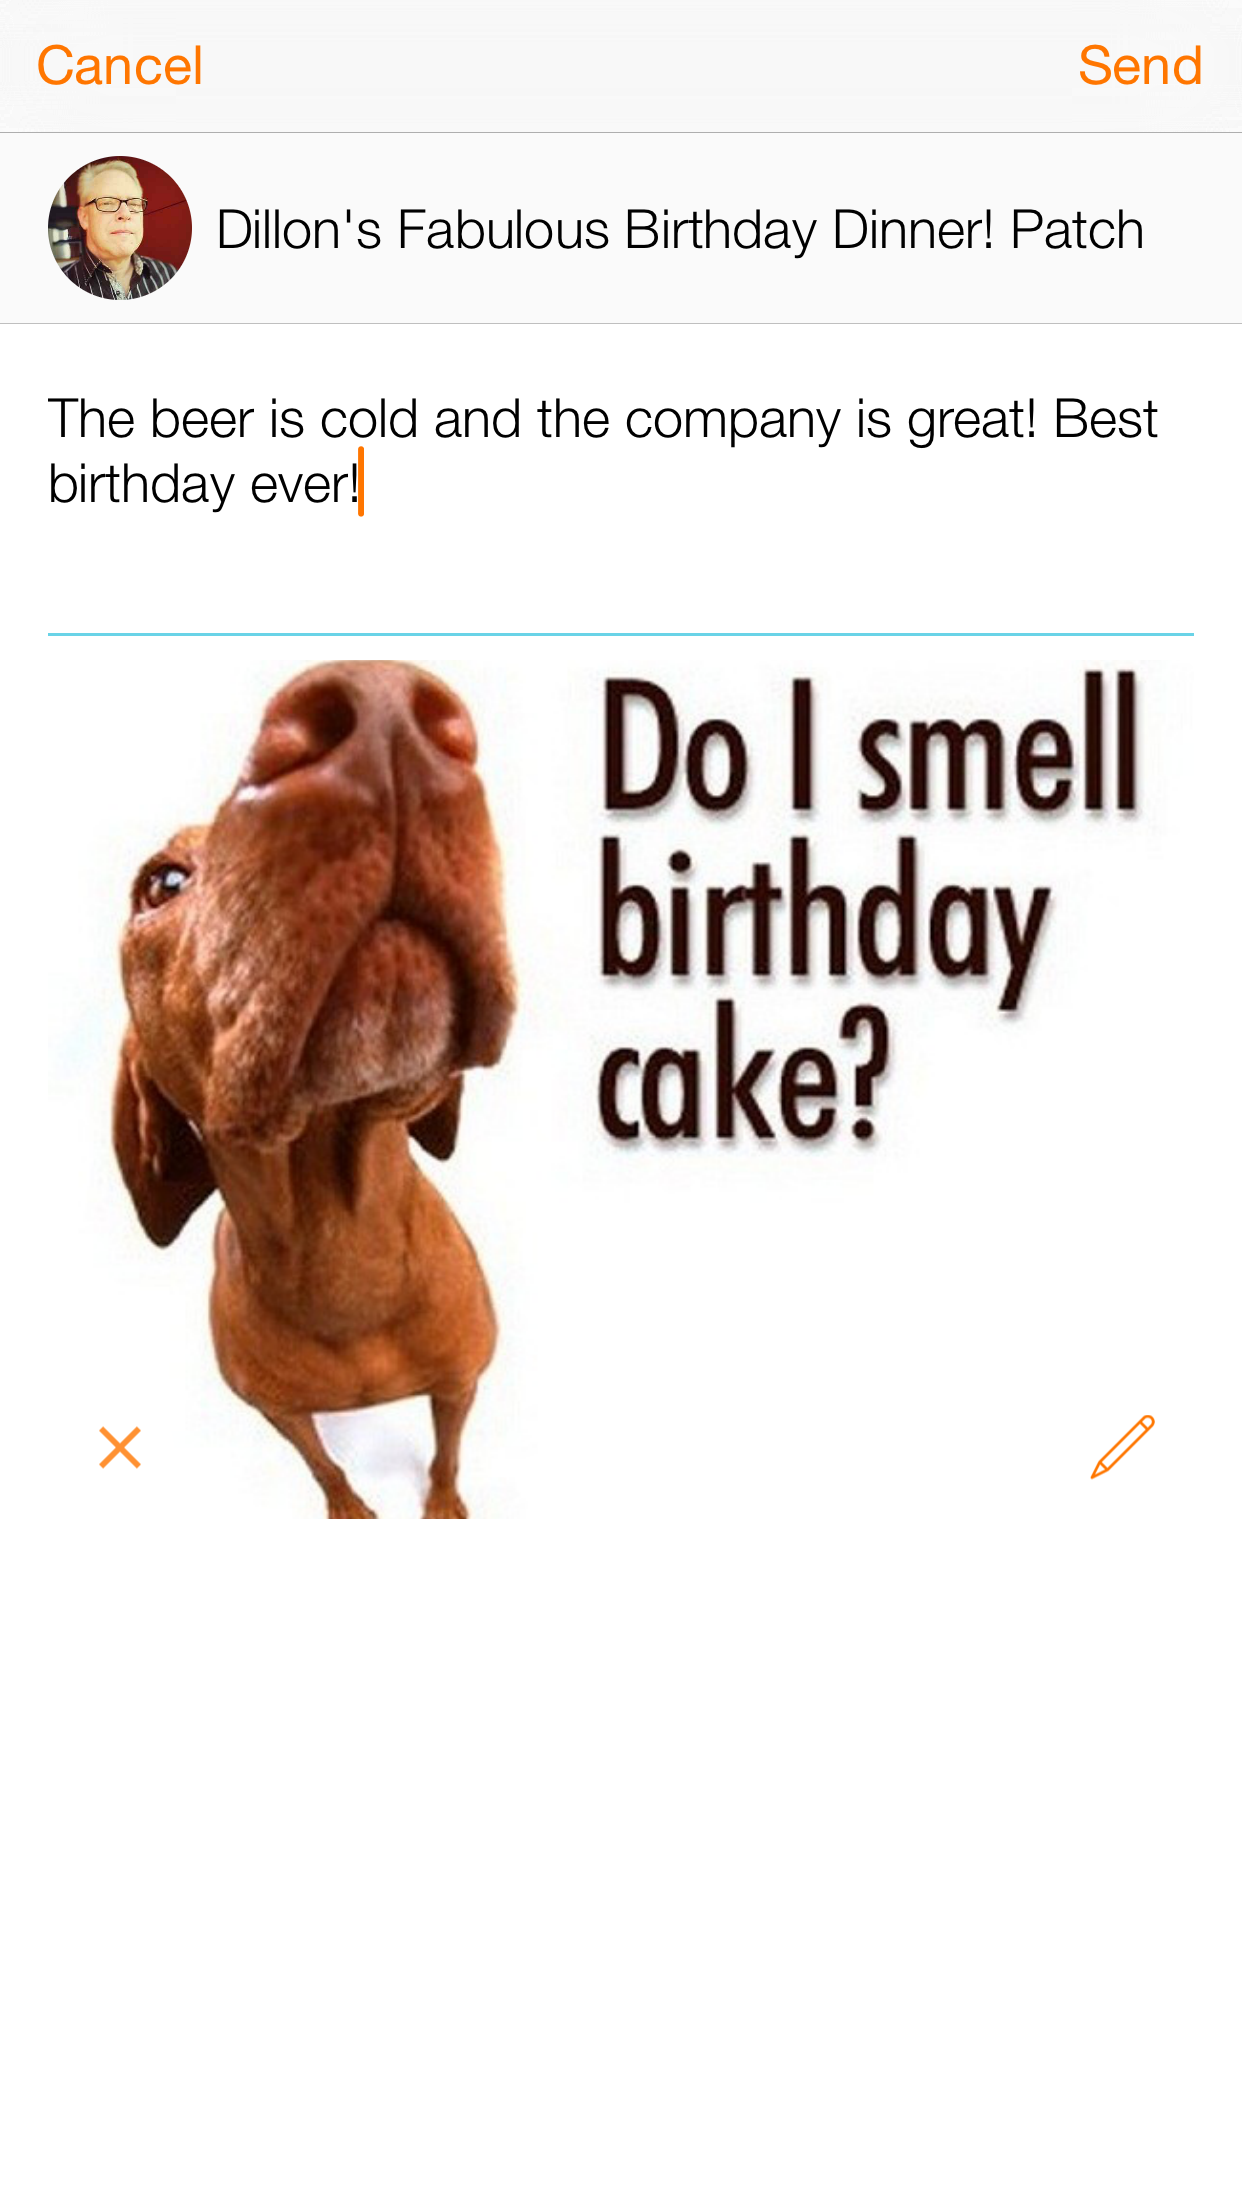 Cancel Send
Dillon's Fabulous Birthday Dinner! Patch
The beer is cold and the company is great! Best
birthday ever!
Do I smell
birthday
cake?